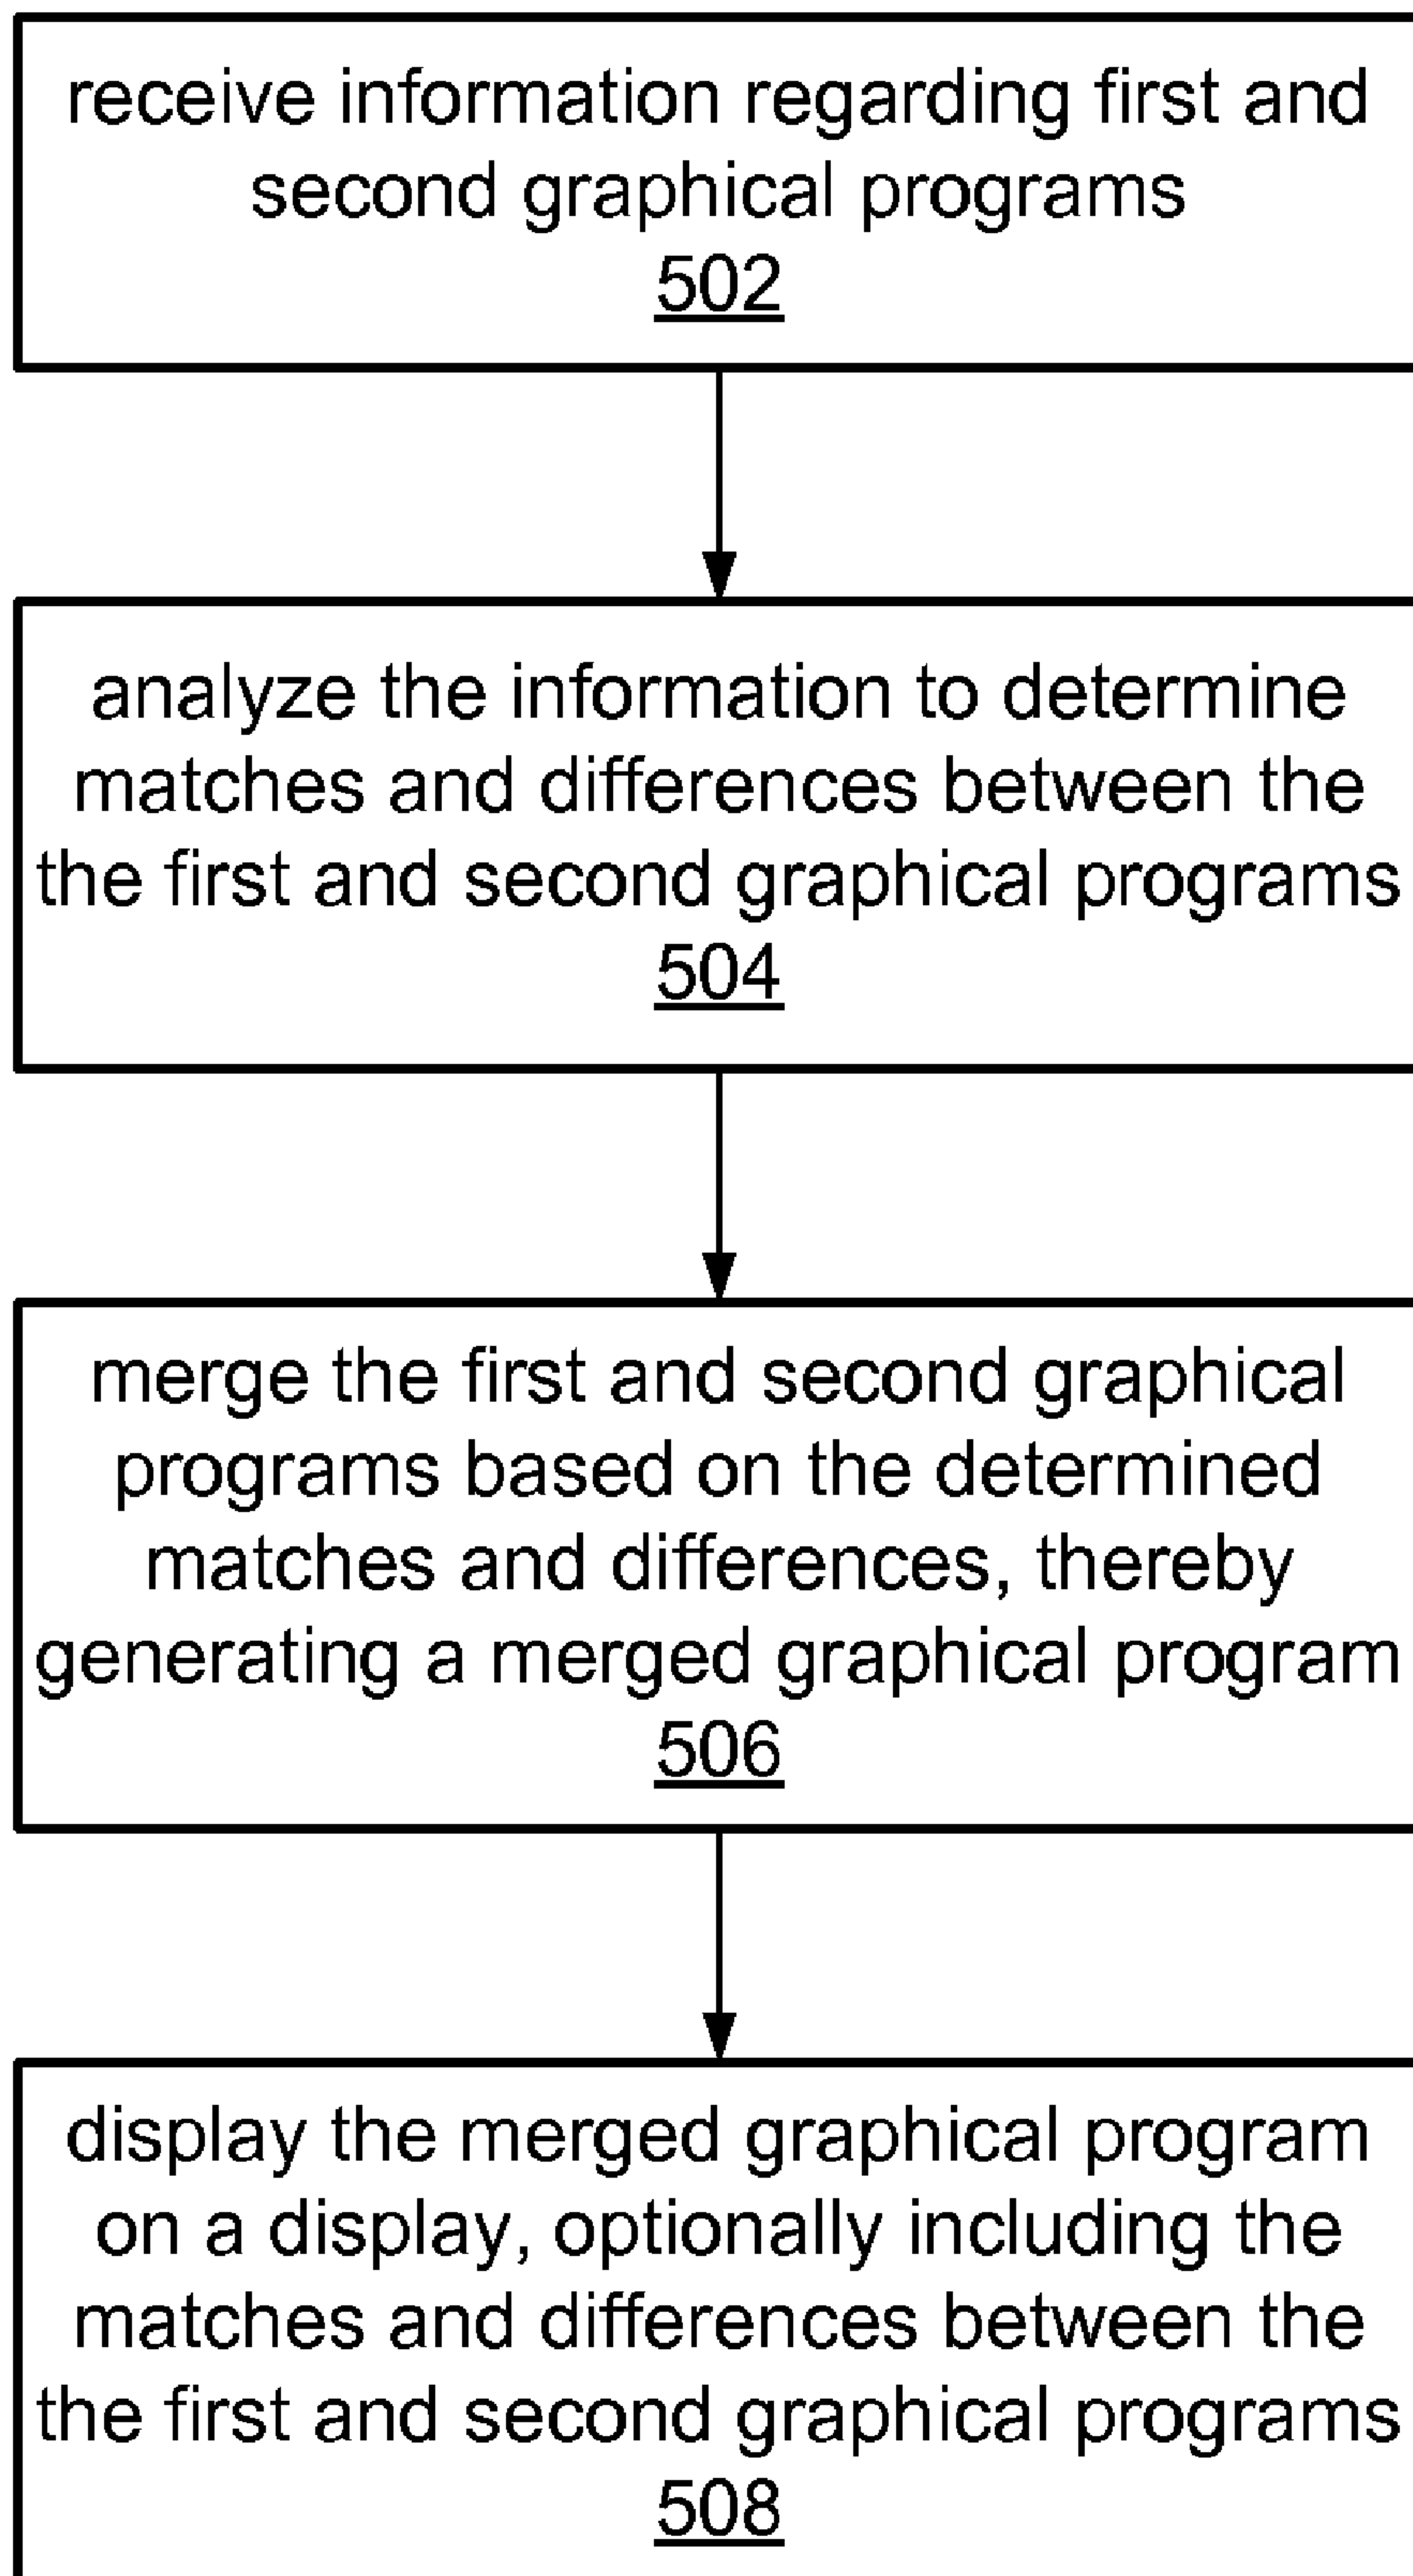 receive information regarding first and
second graphical programs
502
analyze the information to determine
matches and differences between the
the first and second graphical programs
504
merge the first and second graphical
programs based on the determined
matches and differences, thereby
generating a merged graphical program
506
display the merged graphical program
on a display, optionally including the
matches and differences between the
the first and second graphical programs
508